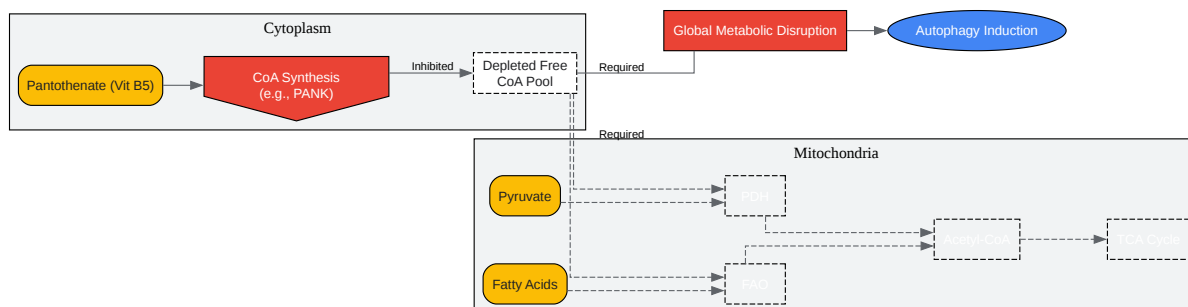 Cytoplasm
Pantothenate (Vit B5)
CoA Synthesis
(e.g., PANK)
Inhibited
Depleted Free
CoA Pool
Required
Global Metabolic Disruption
Autophagy Induction
Required
Mitochondria
Pyruvate
PDH
Fatty Acids
FAO
Acetyl-CoA
TCA Cycle